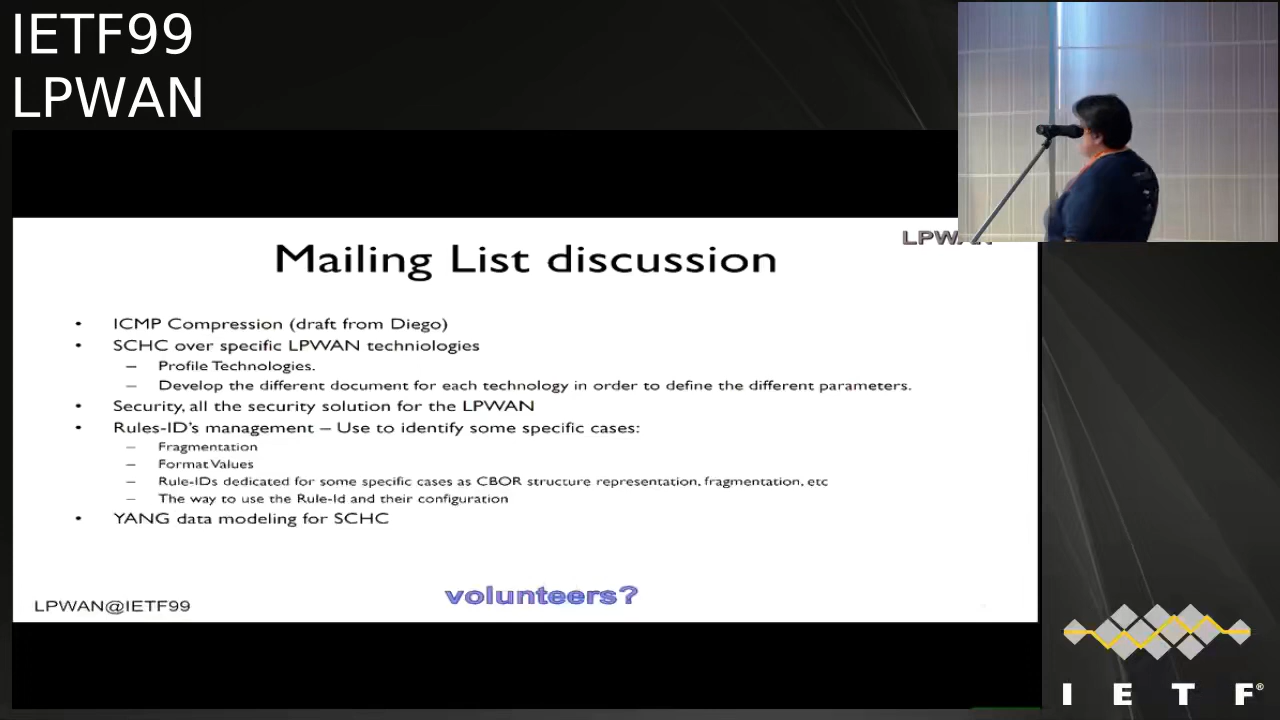 IETF99
LPWAN
LPWAN
Mailing List discussion
• ICMP Compression (draft from Diego)
• SCHC over specific LPWAN techniologies
– Profile Technologies.
– Develop the different document for each technology in order to define the different parameters.
• Security, all the security solution for the LPWAN
• Rules-ID's management – Use to identify some specific cases:
– Fragmentation
– Format Values
– Rule-IDs dedicated for some specific cases as CBOR structure representation, fragmentation, etc
– The way to use the Rule-Id and their configuration
• YANG data modeling for SCHC
volunteers?
LPWAN@IETF99
I E T F®